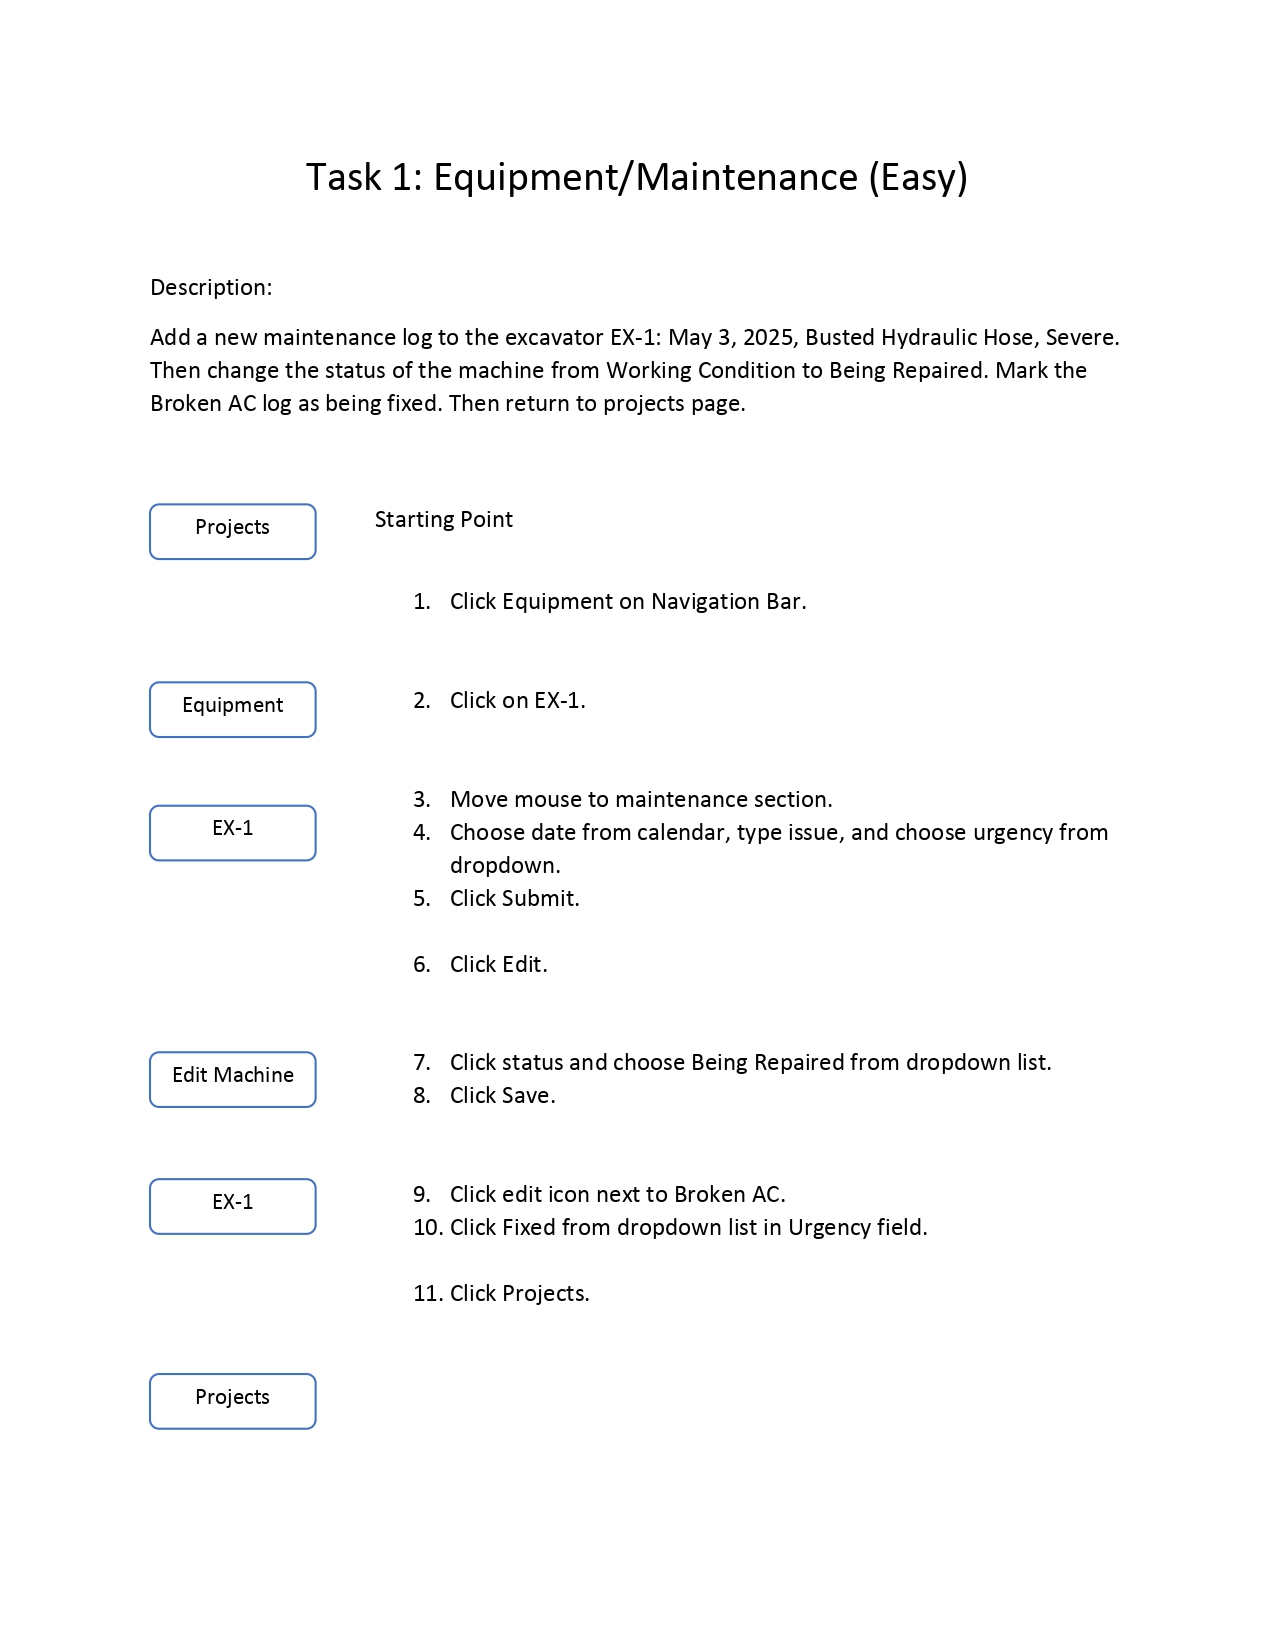 Task 1: Equipment/Maintenance (Easy)
Description:
Add a new maintenance log to the excavator EX-1: May 3, 2025, Busted Hydraulic Hose, Severe.
Then change the status of the machine from Working Condition to Being Repaired. Mark the
Broken AC log as being fixed. Then return to projects page.
Projects
Starting Point
1. Click Equipment on Navigation Bar.
Equipment
2. Click on EX-1.
EX-1
3. Move mouse to maintenance section.
4. Choose date from calendar, type issue, and choose urgency from
dropdown.
5. Click Submit.
6. Click Edit.
Edit Machine
7. Click status and choose Being Repaired from dropdown list.
8. Click Save.
EX-1
9. Click edit icon next to Broken AC.
10. Click Fixed from dropdown list in Urgency field.
11. Click Projects.
Projects